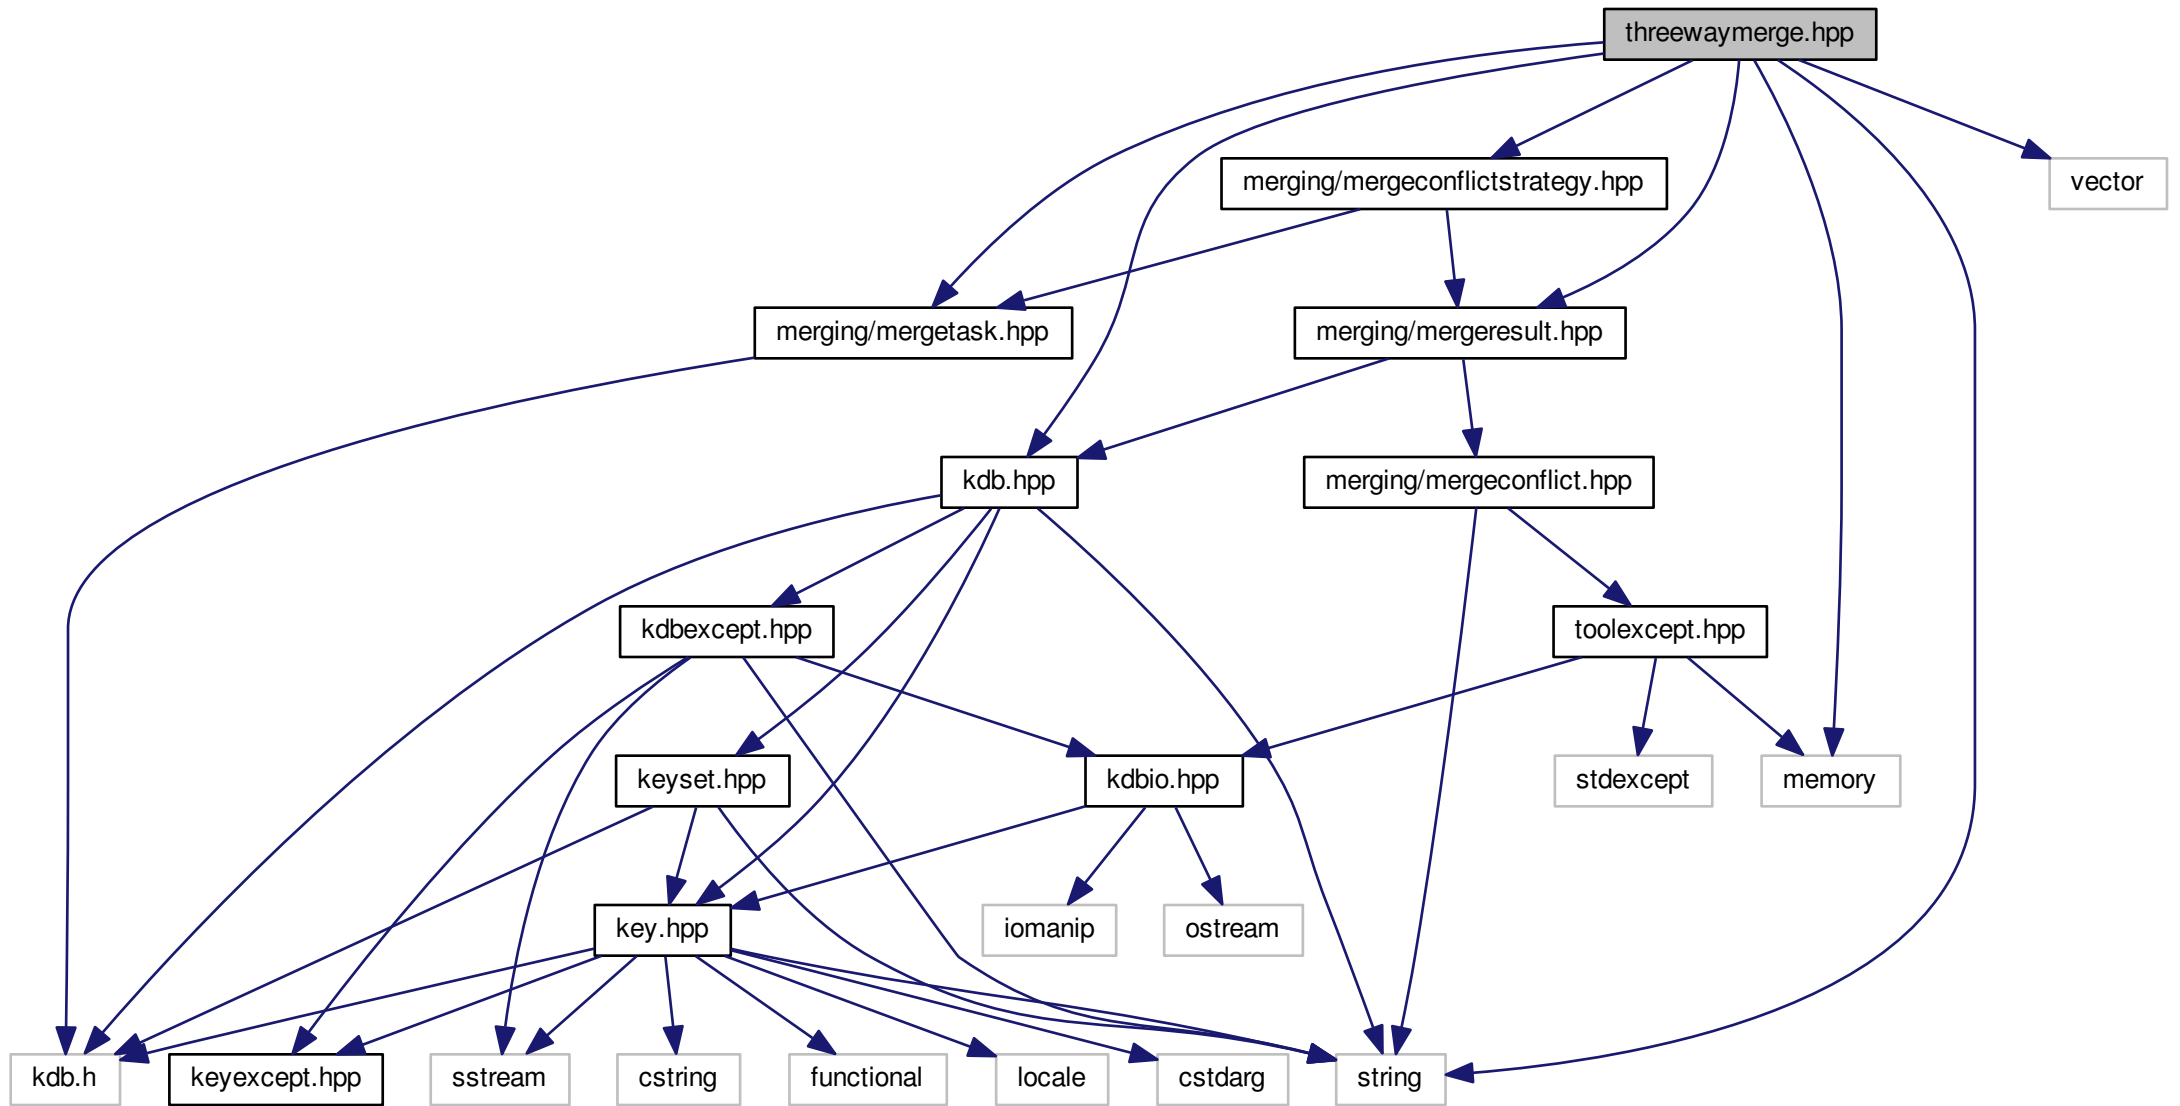 threewaymerge.hpp
merging/mergeconflictstrategy.hpp
vector
merging/mergetask.hpp
merging/mergeresult.hpp
kdb.hpp
merging/mergeconflict.hpp
kdbexcept.hpp
toolexcept.hpp
keyset.hpp
kdbio.hpp
stdexcept
memory
key.hpp
iomanip
ostream
kdb.h
keyexcept.hpp
sstream
cstring
functional
locale
cstdarg
string